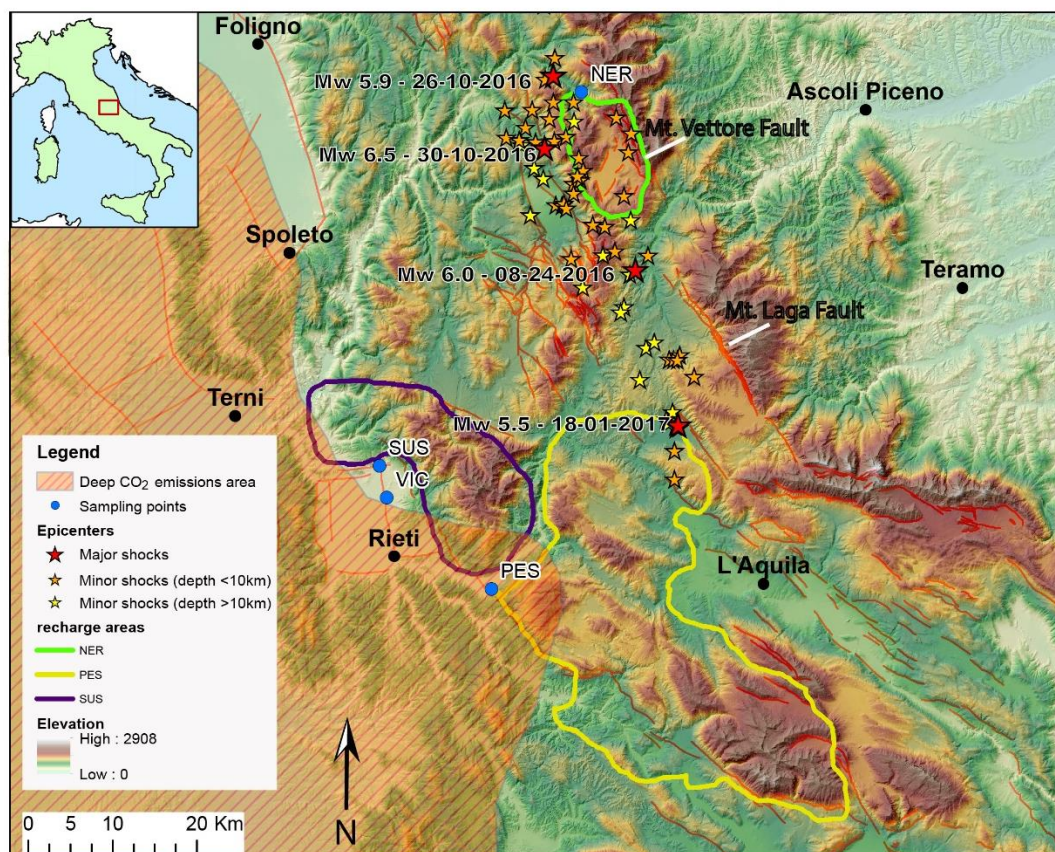 Foligno
Mw 5.9 - 26-10-2016
NER
Ascoli Piceno
Mt. Vettore Fault
Mw 6.5 - 30-10-2016
Spoleto
Mw 6.0 - 08-24-2016
Teramo
Mt. Laga Fault
Terni
Mw 5.5 - 18-01-2017
SUS
VIC
Rieti
PES
L'Aquila
Legend
Deep CO2 emissions area
Sampling points
Epicenters
Major shocks
Minor shocks (depth <10km)
Minor shocks (depth >10km)
recharge areas
NER
PES
SUS
Elevation
High : 2908
Low : 0
0 5 10 20 Km
N